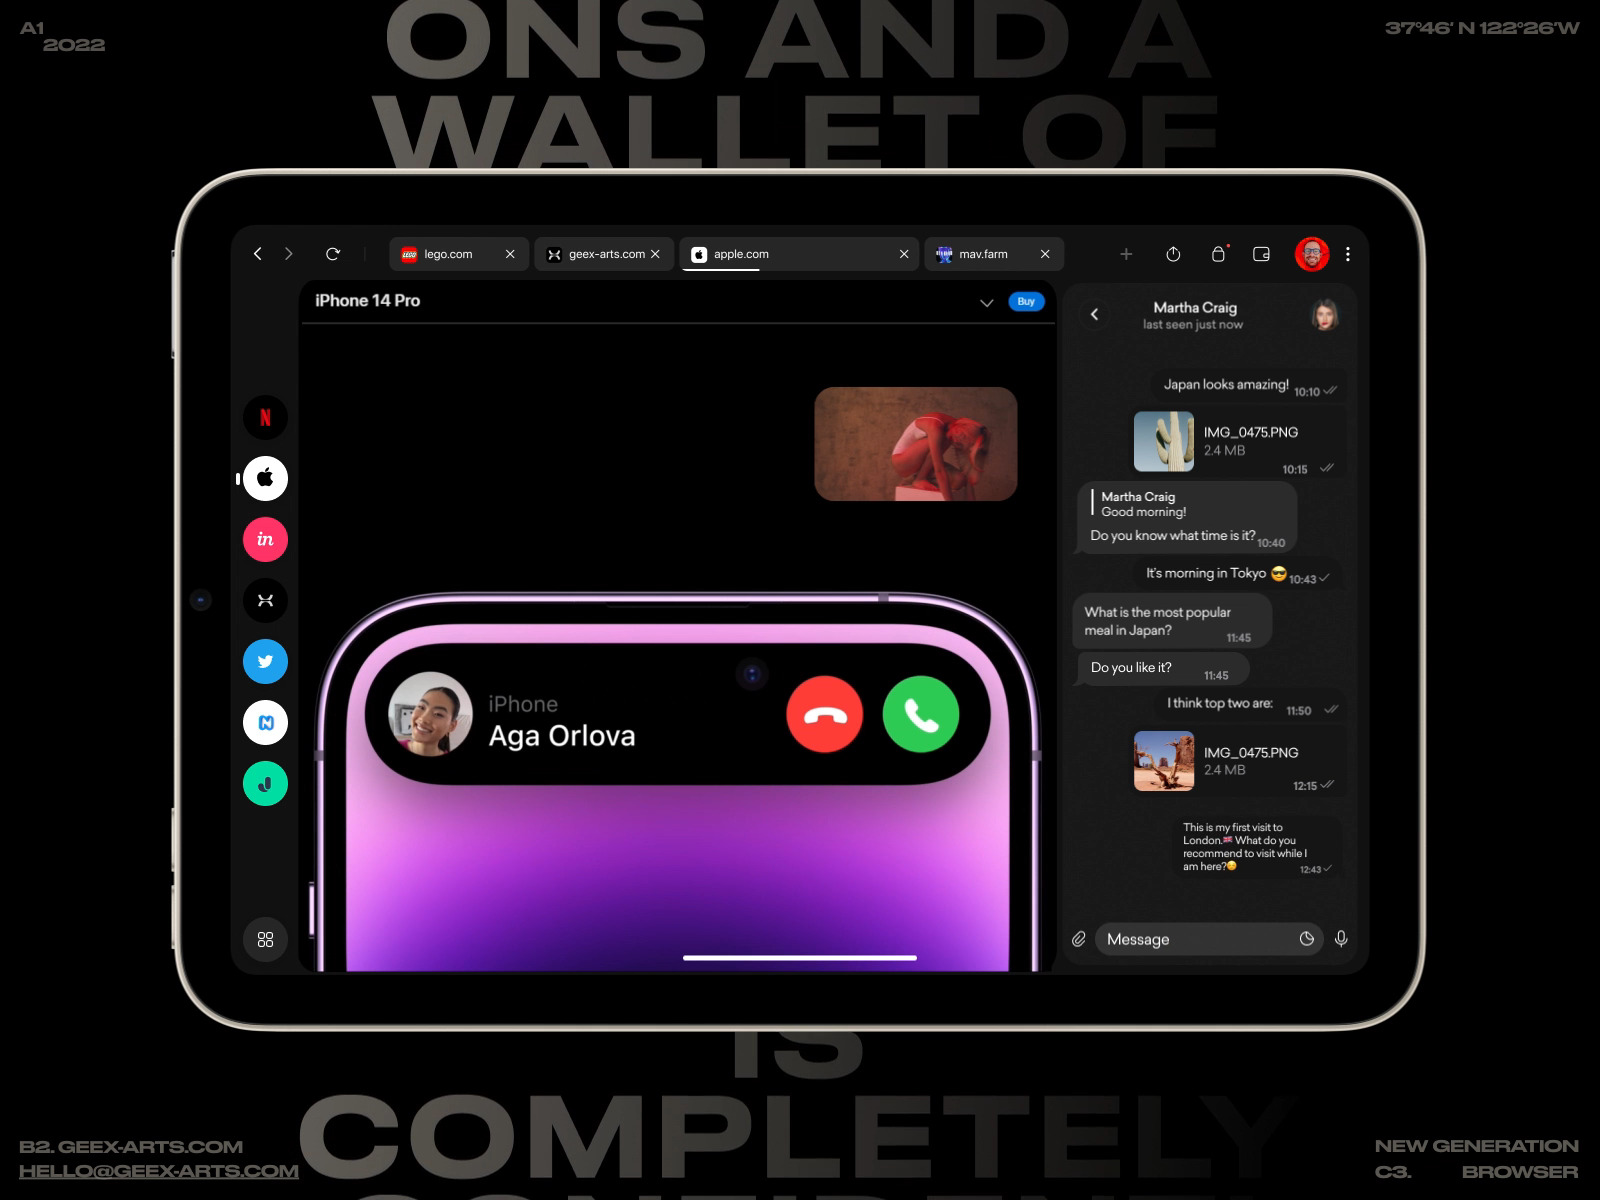 A1
2022
37°46' N 122°26'W
ONS AND A
WALLET OF
lego.com
geex-arts.com
apple.com
mav.farm
iPhone 14 Pro
Buy
N
in
iPhone
Aga Orlova
Martha Craig
last seen just now
Japan looks amazing!
10:10
IMG_0475.PNG
2.4 MB
10:15
Martha Craig
Good morning!
Do you know what time is it?
10:40
It's morning in Tokyo 😎
10:43
What is the most popular
meal in Japan?
11:45
Do you like it?
11:45
I think top two are:
11:50
IMG_0475.PNG
2.4 MB
12:15
This is my first visit to
London.🇬🇧 What do you
recommend to visit while I
am here?
12:43
Message
IS
COMPLETELY
B2. GEEX-ARTS.COM
HELLO@GEEX-ARTS.COM
NEW GENERATION
C3. BROWSER